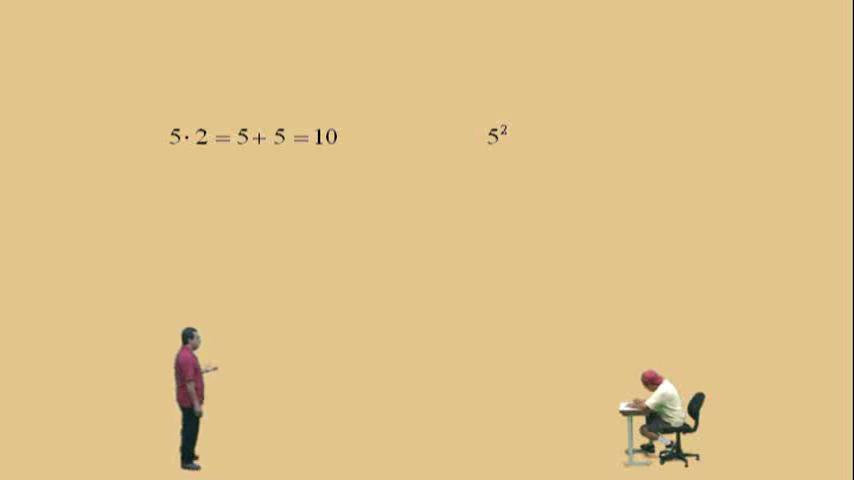 5 · 2 = 5 + 5 = 10 5²